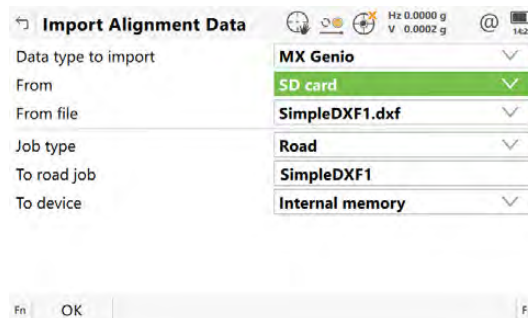 Import Alignment Data
Hz 0.0000 g
V 0.0002 g
@
Data type to import MX Genio
From SD card
From file SimpleDXF1.dxf
Job type Road
To road job SimpleDXF1
To device Internal memory
Fn OK